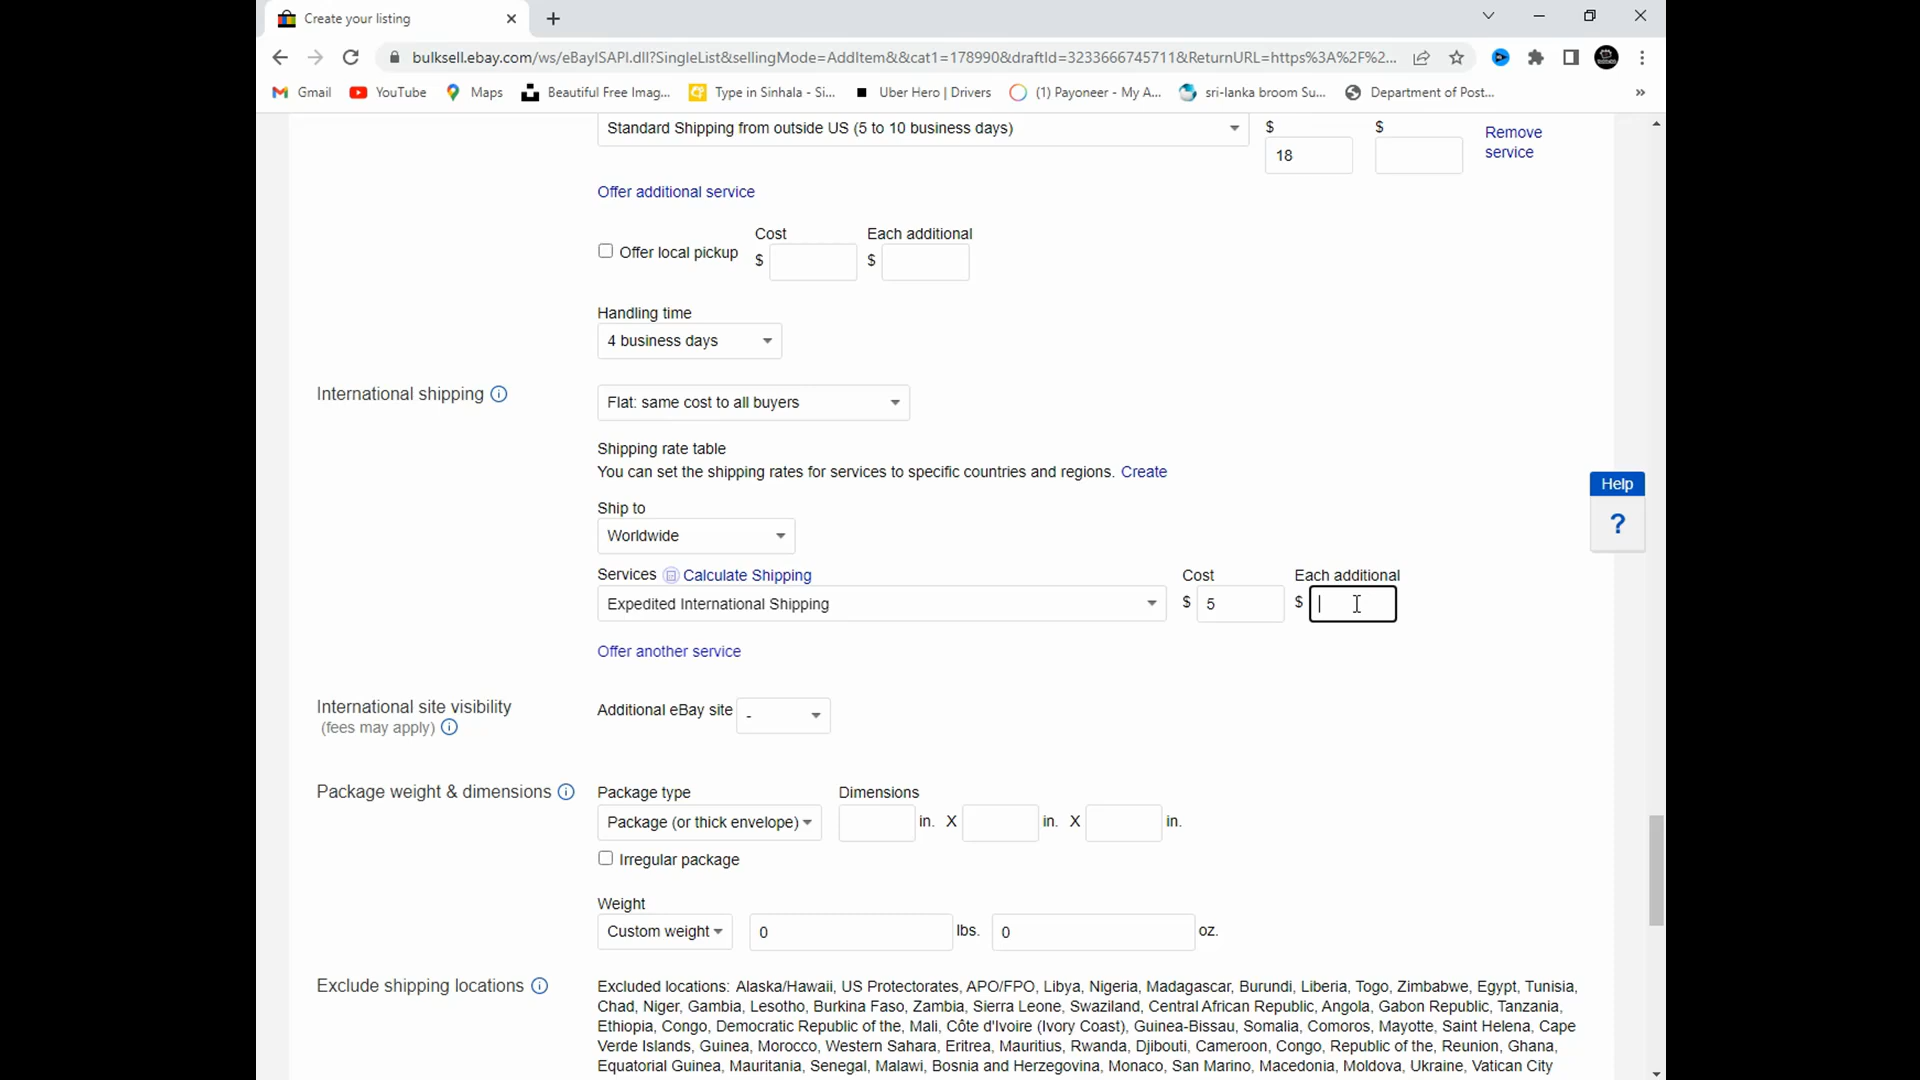 Create your listing
bulksell.ebay.com/ws/eBayISAPI.dll?SingleList&sellingMode=AddItem&&cat1=178990&draftId=3233666745711&ReturnURL=https%3A%2F%2...
Gmail YouTube Maps Beautiful Free Imag... Type in Sinhala - Si... Uber Hero | Drivers (1) Payoneer - My A... sri-lanka broom Su... Department of Post... »
Standard Shipping from outside US (5 to 10 business days) $ $ Remove
18 service
Offer additional service
Cost Each additional
Offer local pickup $ $
Handling time
4 business days
International shipping Flat: same cost to all buyers
Shipping rate table
You can set the shipping rates for services to specific countries and regions. Create
Help
?
Ship to
Worldwide
Services Calculate Shipping Cost Each additional
Expedited International Shipping $ 5 $
Offer another service
International site visibility Additional eBay site -
(fees may apply)
Package weight & dimensions Package type Dimensions
Package (or thick envelope) in. X in. X in.
Irregular package
Weight
Custom weight 0 lbs. 0 oz.
Exclude shipping locations Excluded locations: Alaska/Hawaii, US Protectorates, APO/FPO, Libya, Nigeria, Madagascar, Burundi, Liberia, Togo, Zimbabwe, Egypt, Tunisia,
Chad, Niger, Gambia, Lesotho, Burkina Faso, Zambia, Sierra Leone, Swaziland, Central African Republic, Angola, Gabon Republic, Tanzania,
Ethiopia, Congo, Democratic Republic of the, Mali, Côte d'Ivoire (Ivory Coast), Guinea-Bissau, Somalia, Comoros, Mayotte, Saint Helena, Cape
Verde Islands, Guinea, Morocco, Western Sahara, Eritrea, Mauritius, Rwanda, Djibouti, Cameroon, Congo, Republic of the, Reunion, Ghana,
Equatorial Guinea, Mauritania, Senegal, Malawi, Bosnia and Herzegovina, Monaco, San Marino, Macedonia, Moldova, Ukraine, Vatican City